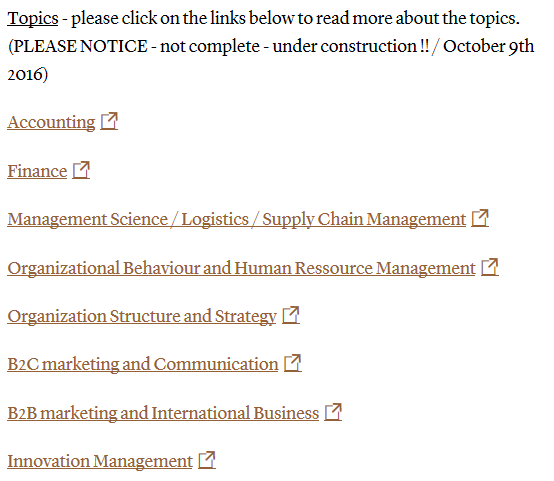 Topics - please click on the links below to read more about the topics.
(PLEASE NOTICE - not complete - under construction !! / October 9th
2016)
Accounting
Finance
Management Science / Logistics / Supply Chain Management
Organizational Behaviour and Human Ressource Management
Organization Structure and Strategy
B2C marketing and Communication
B2B marketing and International Business
Innovation Management